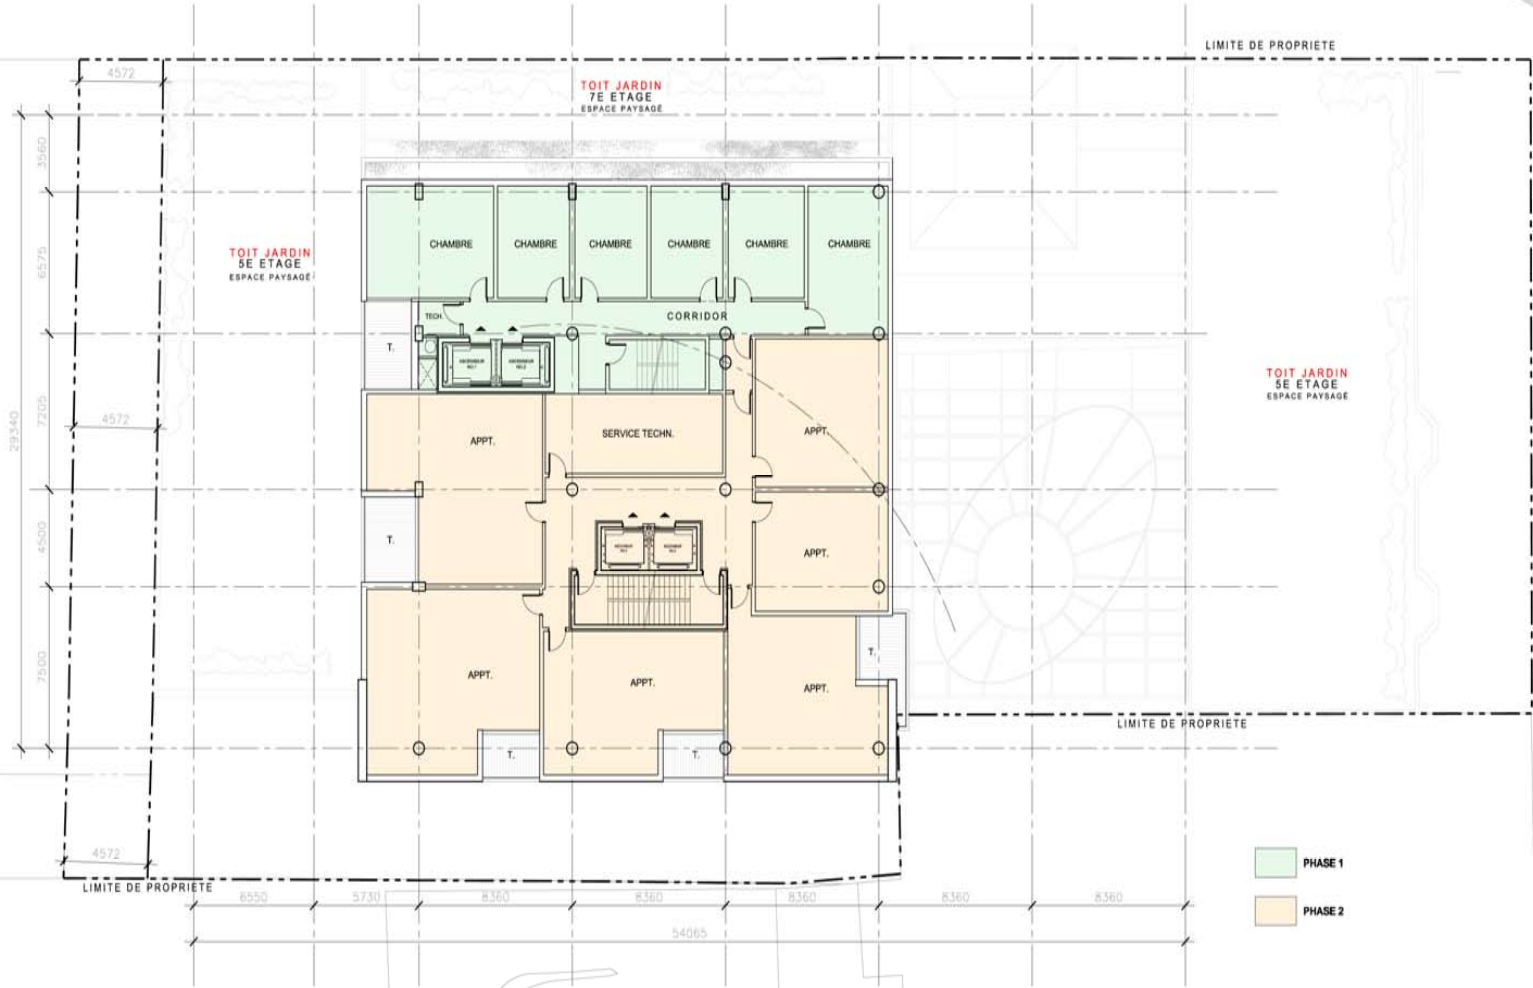 LIMITE DE PROPRIETE
4572
TOIT JARDIN
7E ETAGE
ESPACE PAYSAGÉ
3560
6575
7205
4500
7500
29340
TOIT JARDIN
5E ETAGE
ESPACE PAYSAGÉ
CHAMBRE
CHAMBRE
CHAMBRE
CHAMBRE
CHAMBRE
CHAMBRE
TECH.
CORRIDOR
T.
TOIT JARDIN
5E ETAGE
ESPACE PAYSAGÉ
4572
APPT.
SERVICE TECHN.
APPT.
T.
APPT.
T.
APPT.
APPT.
APPT.
T.
T.
LIMITE DE PROPRIETE
4572
LIMITE DE PROPRIETE
6550
5730
8360
8360
8360
8360
8360
54065
PHASE 1
PHASE 2